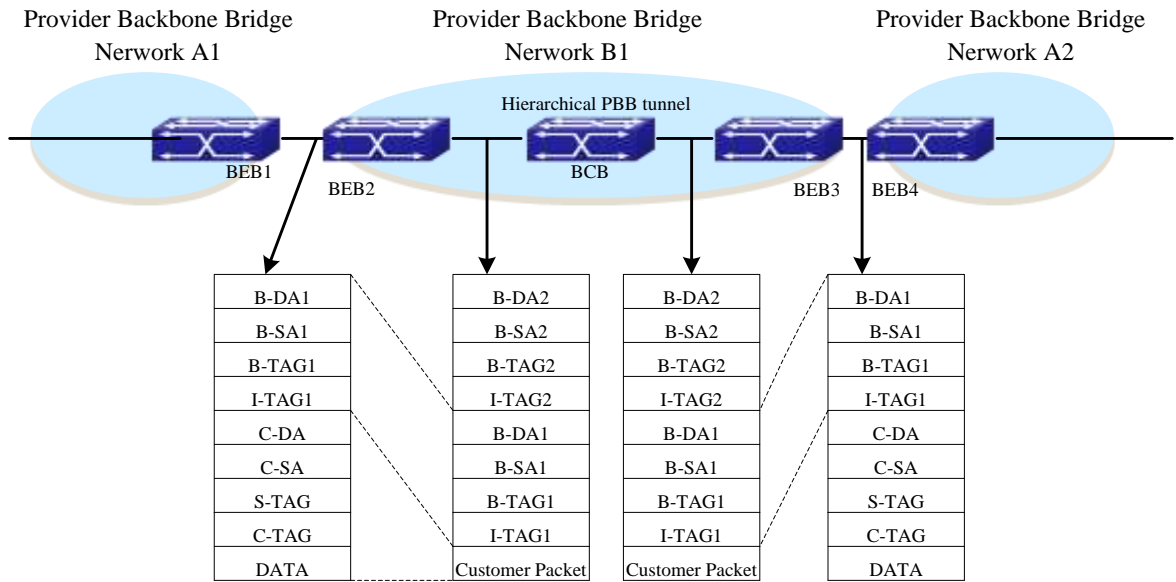 Provider Backbone Bridge
Nerwork A1
Provider Backbone Bridge
Nerwork B1
Provider Backbone Bridge
Nerwork A2
Hierarchical PBB tunnel
BEB1
BEB2
BCB
BEB3
BEB4
B-DA1
B-SA1
B-TAG1
I-TAG1
C-DA
C-SA
S-TAG
C-TAG
DATA
B-DA2
B-SA2
B-TAG2
I-TAG2
B-DA1
B-SA1
B-TAG1
I-TAG1
Customer Packet
B-DA2
B-SA2
B-TAG2
I-TAG2
B-DA1
B-SA1
B-TAG1
I-TAG1
Customer Packet
B-DA1
B-SA1
B-TAG1
I-TAG1
C-DA
C-SA
S-TAG
C-TAG
DATA